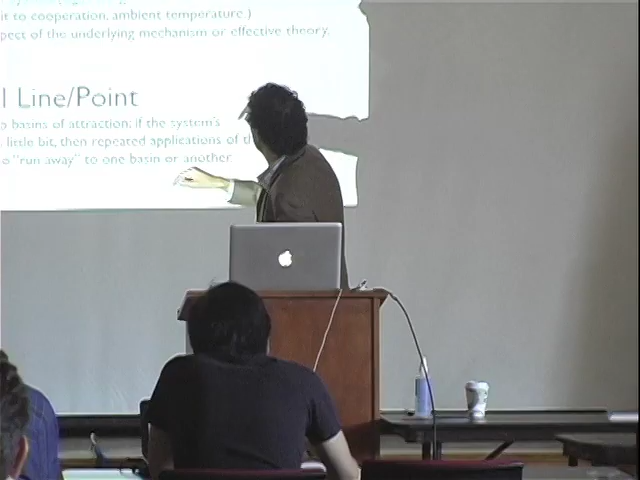 it to cooperation, ambient temperature.)
pect of the underlying mechanism or effective theory.
l Line/Point
o basins of attraction: if the system's
little bit, then repeated applications of th
o "run away" to one basin or another.